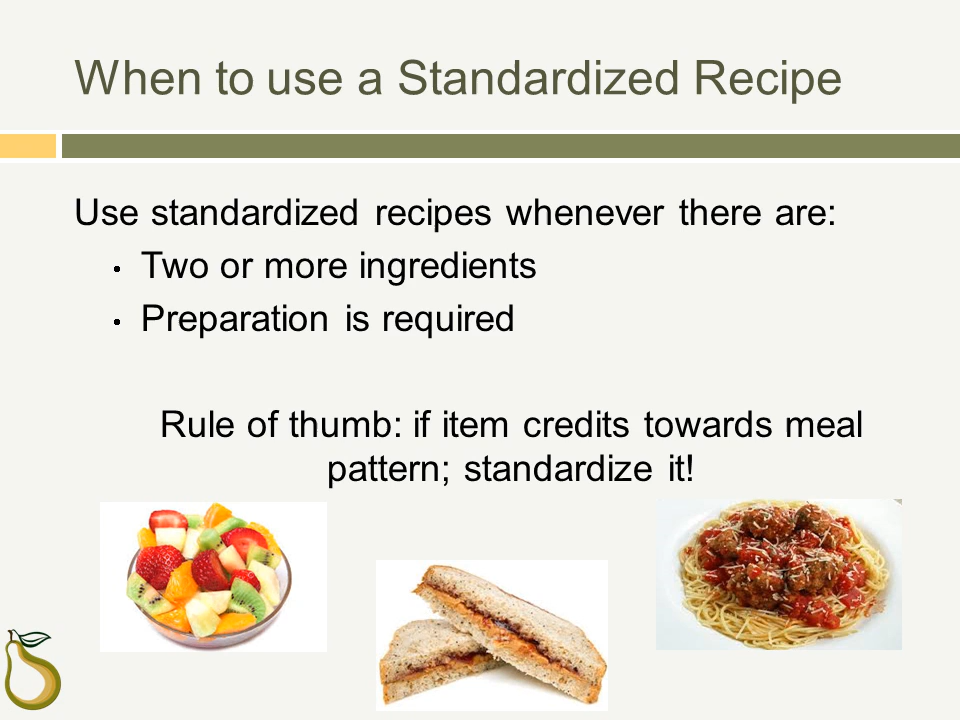 When to use a Standardized Recipe
Use standardized recipes whenever there are:
• Two or more ingredients
• Preparation is required
Rule of thumb: if item credits towards meal
pattern; standardize it!